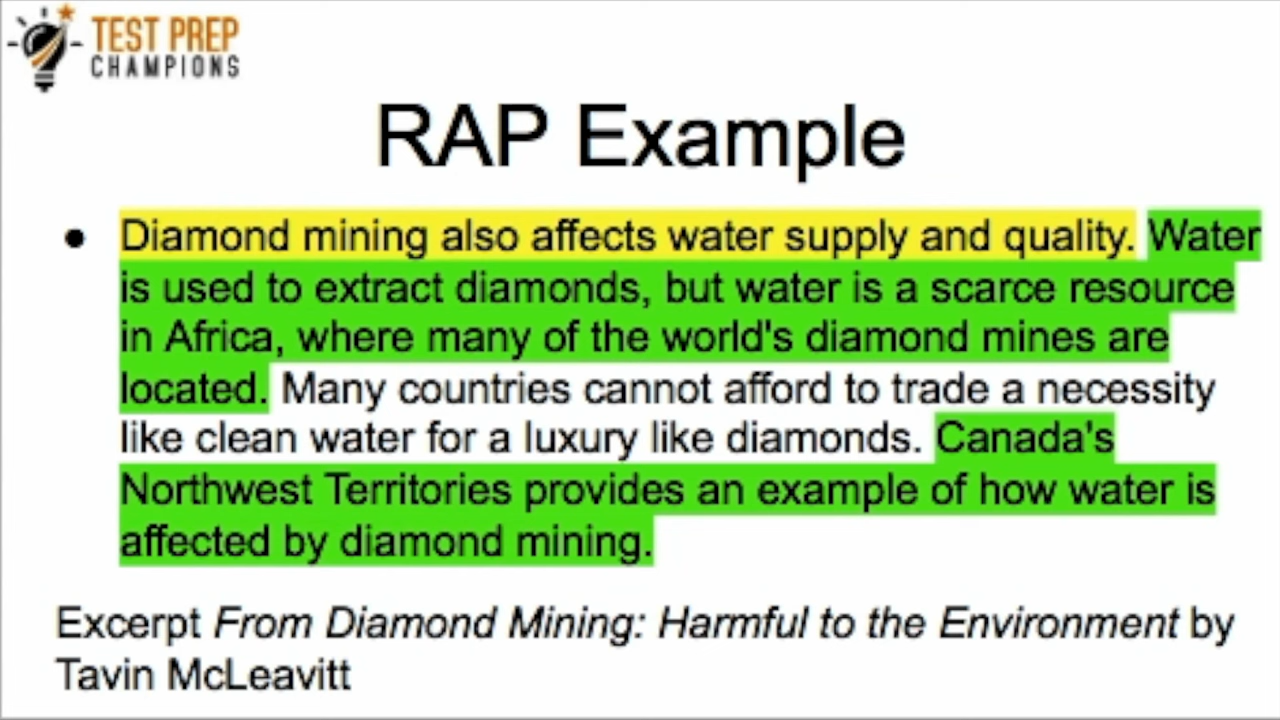 TEST PREP
CHAMPIONS
RAP Example
• Diamond mining also affects water supply and quality. Water
is used to extract diamonds, but water is a scarce resource
in Africa, where many of the world's diamond mines are
located. Many countries cannot afford to trade a necessity
like clean water for a luxury like diamonds. Canada's
Northwest Territories provides an example of how water is
affected by diamond mining.
Excerpt From Diamond Mining: Harmful to the Environment by
Tavin McLeavitt